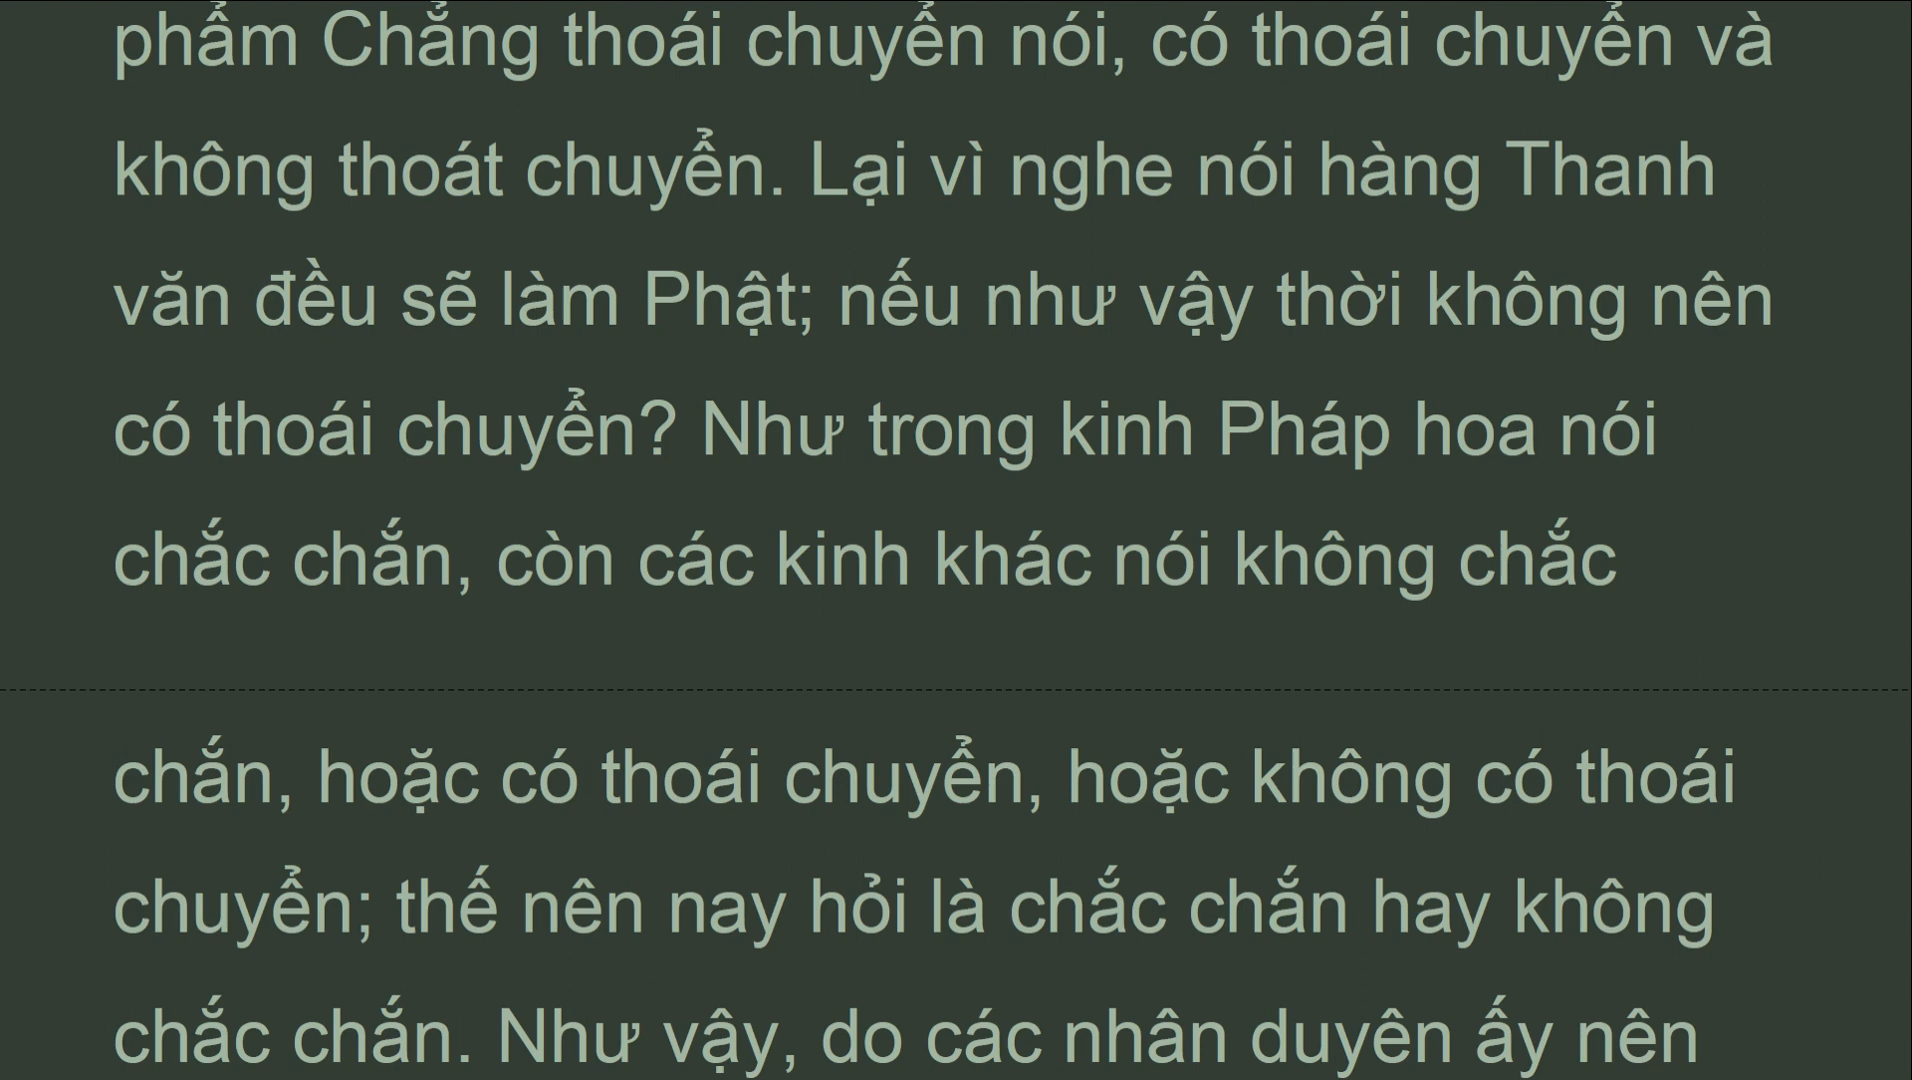 phẩm Chẳng thoái chuyển nói, có thoái chuyển và
không thoát chuyển. Lại vì nghe nói hàng Thanh
văn đều sẽ làm Phật; nếu như vậy thời không nên
có thoái chuyển? Như trong kinh Pháp hoa nói
chắc chắn, còn các kinh khác nói không chắc
chắn, hoặc có thoái chuyển, hoặc không có thoái
chuyển; thế nên nay hỏi là chắc chắn hay không
chắc chắn. Như vậy, do các nhân duyên ấy nên